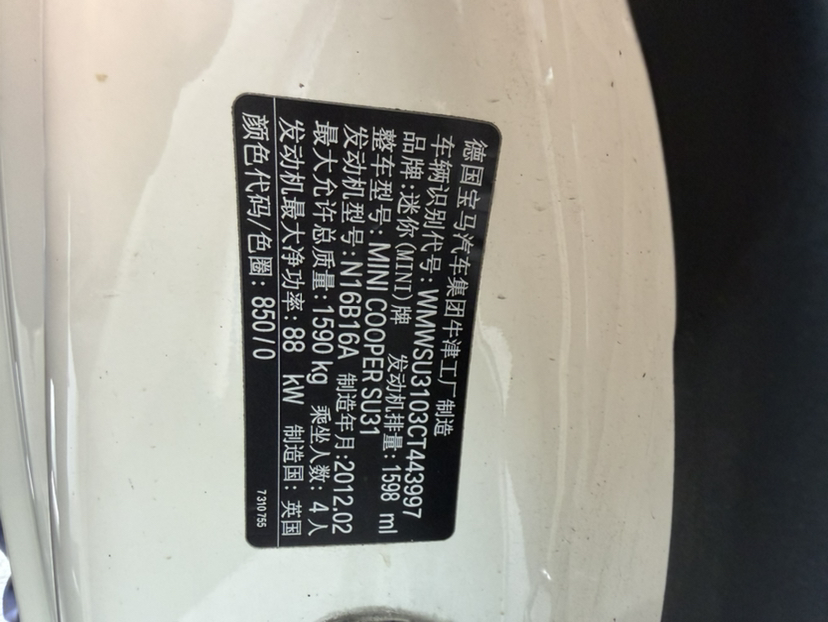 德国宝马汽车集团牛津工厂 制造
车辆识别代号: WMWSU3103CT443997
品牌: 迷你(MINI)牌 发动机排量: 1598 ml
整车型号: MINI COOPER SU31
发动机型号: N16B16A 制造年月: 2012.02
最大允许总质量: 1590 kg 乘坐人数: 4 人
发动机最大净功率: 88 kW 制造国: 英国
颜色代码/色圈: 850/0
7 310 755